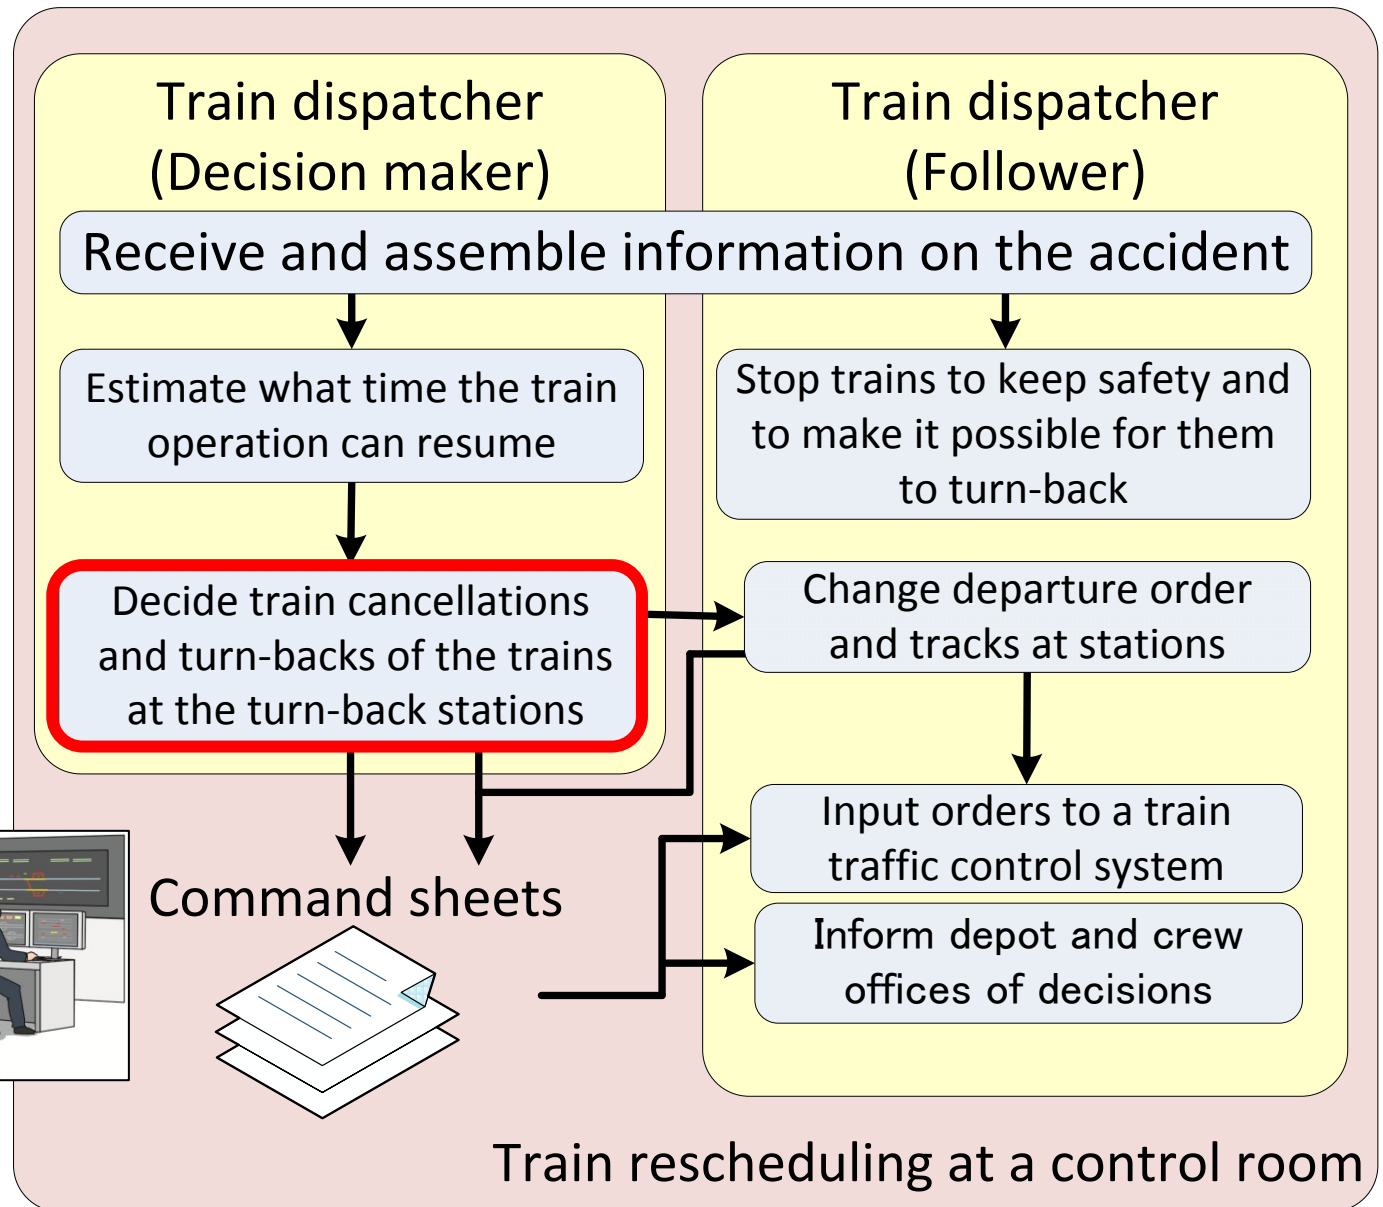 Train dispatcher
(Decision maker)
Train dispatcher
(Follower)
Receive and assemble information on the accident
Estimate what time the train
operation can resume
Stop trains to keep safety and
to make it possible for them
to turn-back
Decide train cancellations
and turn-backs of the trains
at the turn-back stations
Change departure order
and tracks at stations
Input orders to a train
traffic control system
Command sheets
Inform depot and crew
offices of decisions
Train rescheduling at a control room